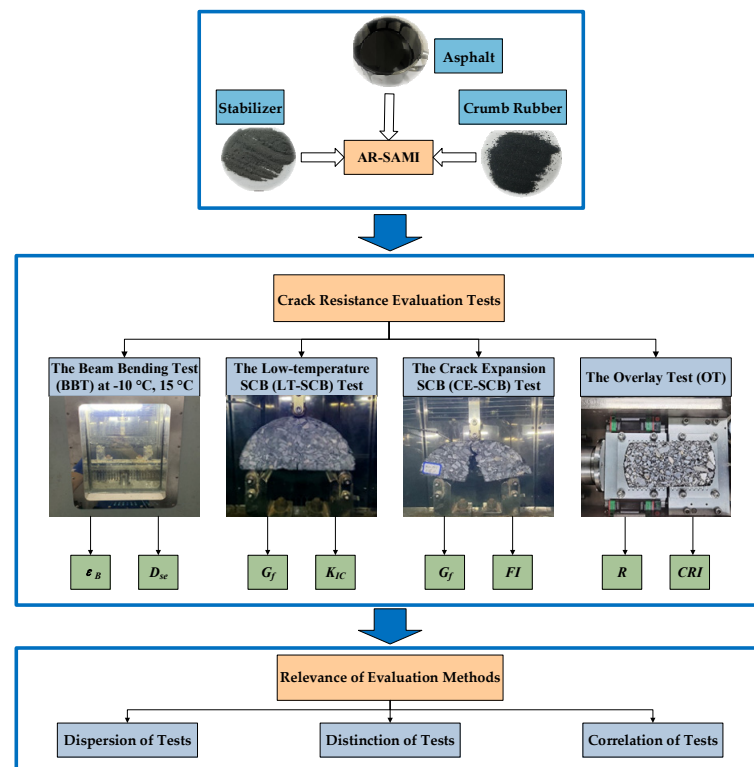 Asphalt
Stabilizer
Crumb Rubber
AR-SAMI
Crack Resistance Evaluation Tests
The Beam Bending Test
(BBT) at -10 °C, 15 °C
The Low-temperature
SCB (LT-SCB) Test
The Crack Expansion
SCB (CE-SCB) Test
The Overlay Test (OT)
ε B
Dse
Gf
KIC
Gf
FI
R
CRI
Relevance of Evaluation Methods
Dispersion of Tests
Distinction of Tests
Correlation of Tests